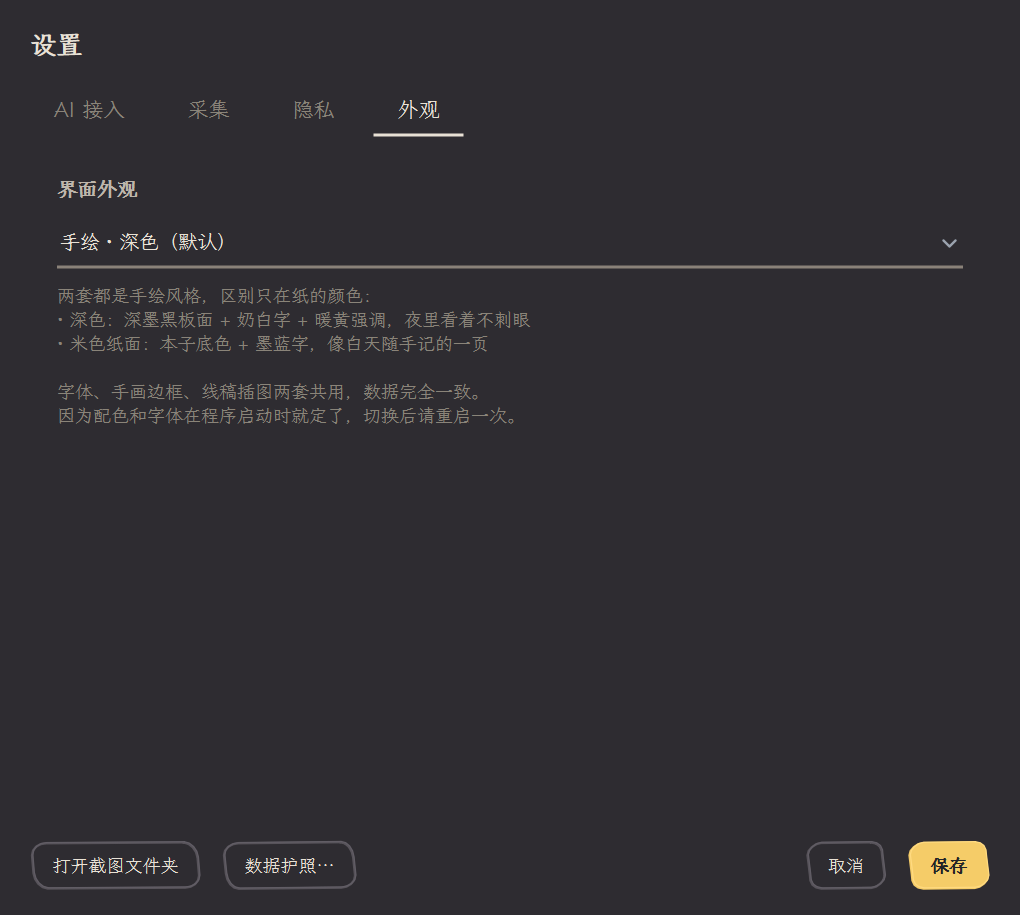 设置
AI 接入
采集
隐私
外观
界面外观
手绘·深色（默认）
两套都是手绘风格，区别只在纸的颜色：
· 深色：深墨黑板面 + 奶白字 + 暖黄强调，夜里看着不刺眼
· 米色纸面：本子底色 + 墨蓝字，像白天随手记的一页
字体、手画边框、线稿插图两套共用，数据完全一致。
因为配色和字体在程序启动时就定了，切换后请重启一次。
打开截图文件夹
数据护照…
取消
保存